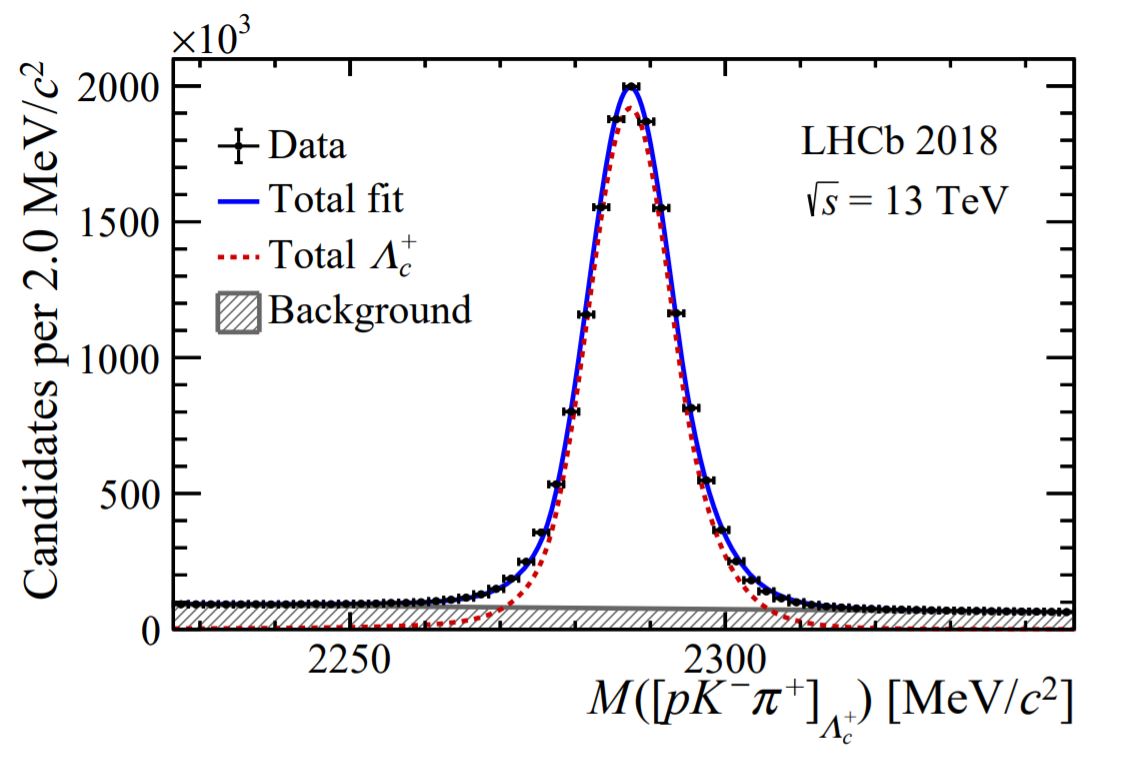 ×10³
Candidates per 2.0 MeV/c²
2000
1500
1000
500
0
Data
Total fit
Total Λc⁺
Background
LHCb 2018
√s = 13 TeV
2250
2300
M([pK⁻π⁺]Λc⁺) [MeV/c²]